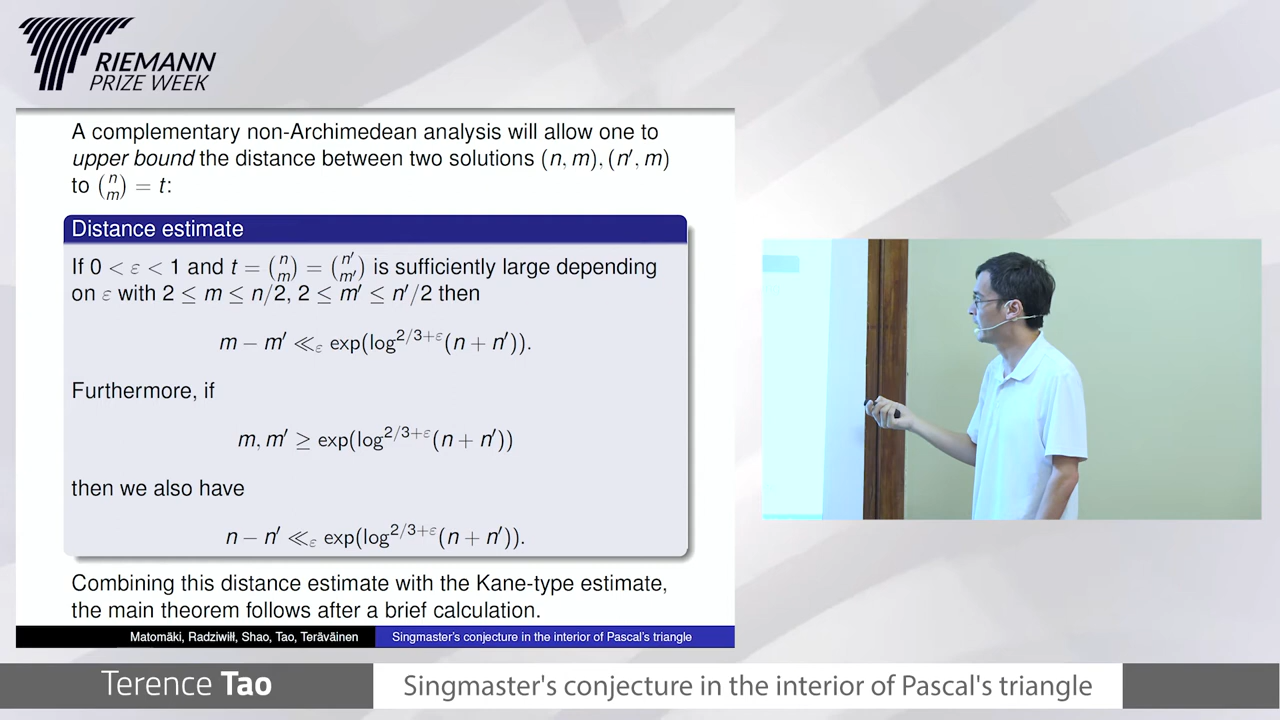 RIEMANN
PRIZE WEEK
A complementary non-Archimedean analysis will allow one to
upper bound the distance between two solutions (n, m), (n′, m)
to (n m) = t:
Distance estimate
If 0 < ε < 1 and t = (n m) = (n′ m′) is sufficiently large depending
on ε with 2 ≤ m ≤ n/2, 2 ≤ m′ ≤ n′/2 then
m − m′ ≪ε exp(log^{2/3+ε}(n + n′)).
Furthermore, if
m, m′ ≥ exp(log^{2/3+ε}(n + n′))
then we also have
n − n′ ≪ε exp(log^{2/3+ε}(n + n′)).
Combining this distance estimate with the Kane-type estimate,
the main theorem follows after a brief calculation.
Matomäki, Radziwiłł, Shao, Tao, Teräväinen Singmaster's conjecture in the interior of Pascal's triangle
Terence Tao Singmaster's conjecture in the interior of Pascal's triangle